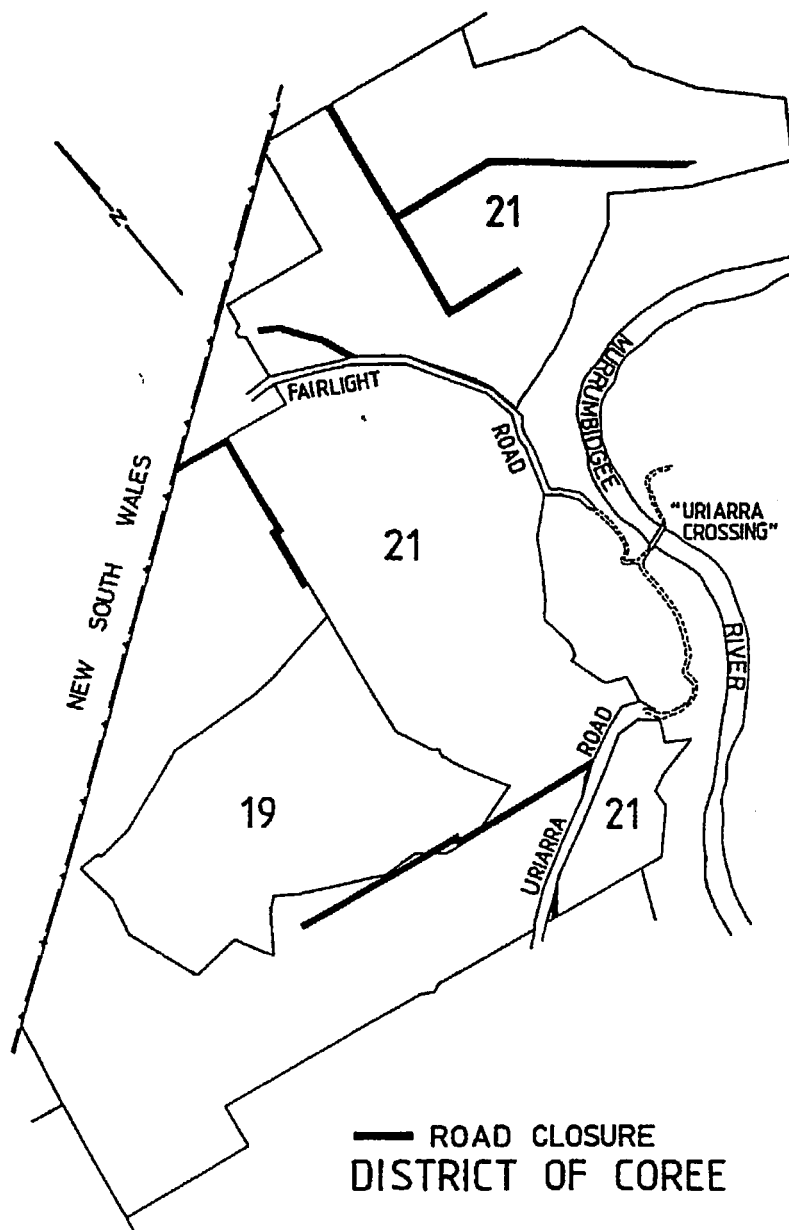 N
21
MURRUMBIDGEE
FAIRLIGHT
ROAD
"URIARRA
CROSSING"
NEW SOUTH WALES
21
RIVER
ROAD
19
21
URIARRA
ROAD CLOSURE
DISTRICT OF COREE